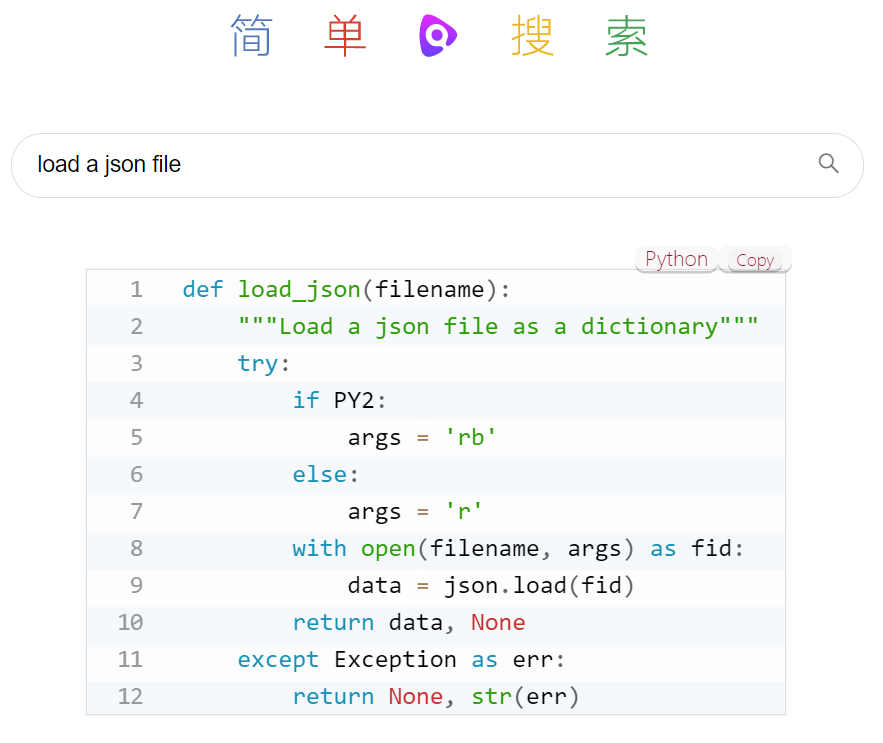 简 单 搜 索
load a json file
Python Copy
1 def load_json(filename):
2     """Load a json file as a dictionary"""
3     try:
4         if PY2:
5             args = 'rb'
6         else:
7             args = 'r'
8         with open(filename, args) as fid:
9             data = json.load(fid)
10         return data, None
11     except Exception as err:
12         return None, str(err)